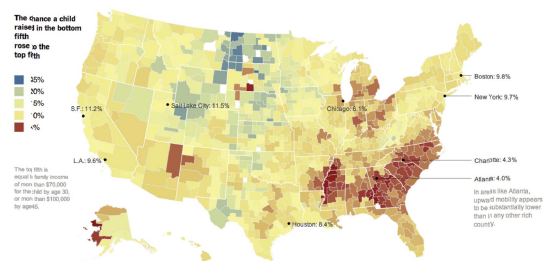 The chance a child
raised in the bottom
fifth
rose to the
top fifth
25%
20%
15%
10%
5%
S.F.: 11.2%
Salt Lake City: 11.5%
Chicago: 6.1%
Boston: 9.8%
New York: 9.7%
L.A.: 9.6%
Charlotte: 4.3%
Atlanta: 4.0%
Houston: 8.4%
The top fifth is
equal to family income
of more than $70,000
for the child by age 30,
or more than $100,000
by age 45.
In areas like Atlanta,
upward mobility appears
to be substantially lower
than in any other rich
country.